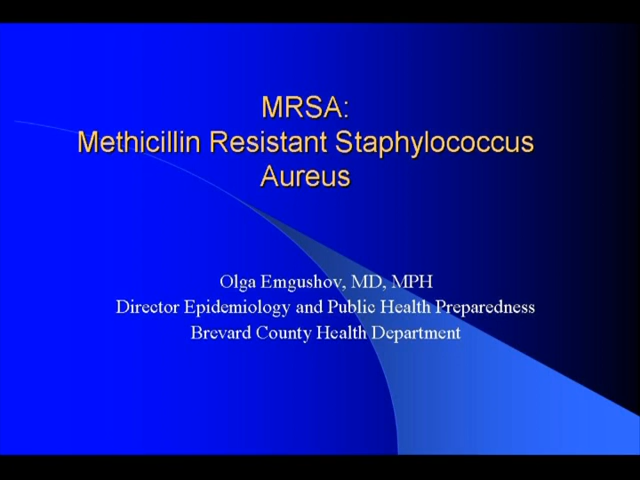 MRSA:
Methicillin Resistant Staphylococcus
Aureus
Olga Emgushov, MD, MPH
Director Epidemiology and Public Health Preparedness
Brevard County Health Department